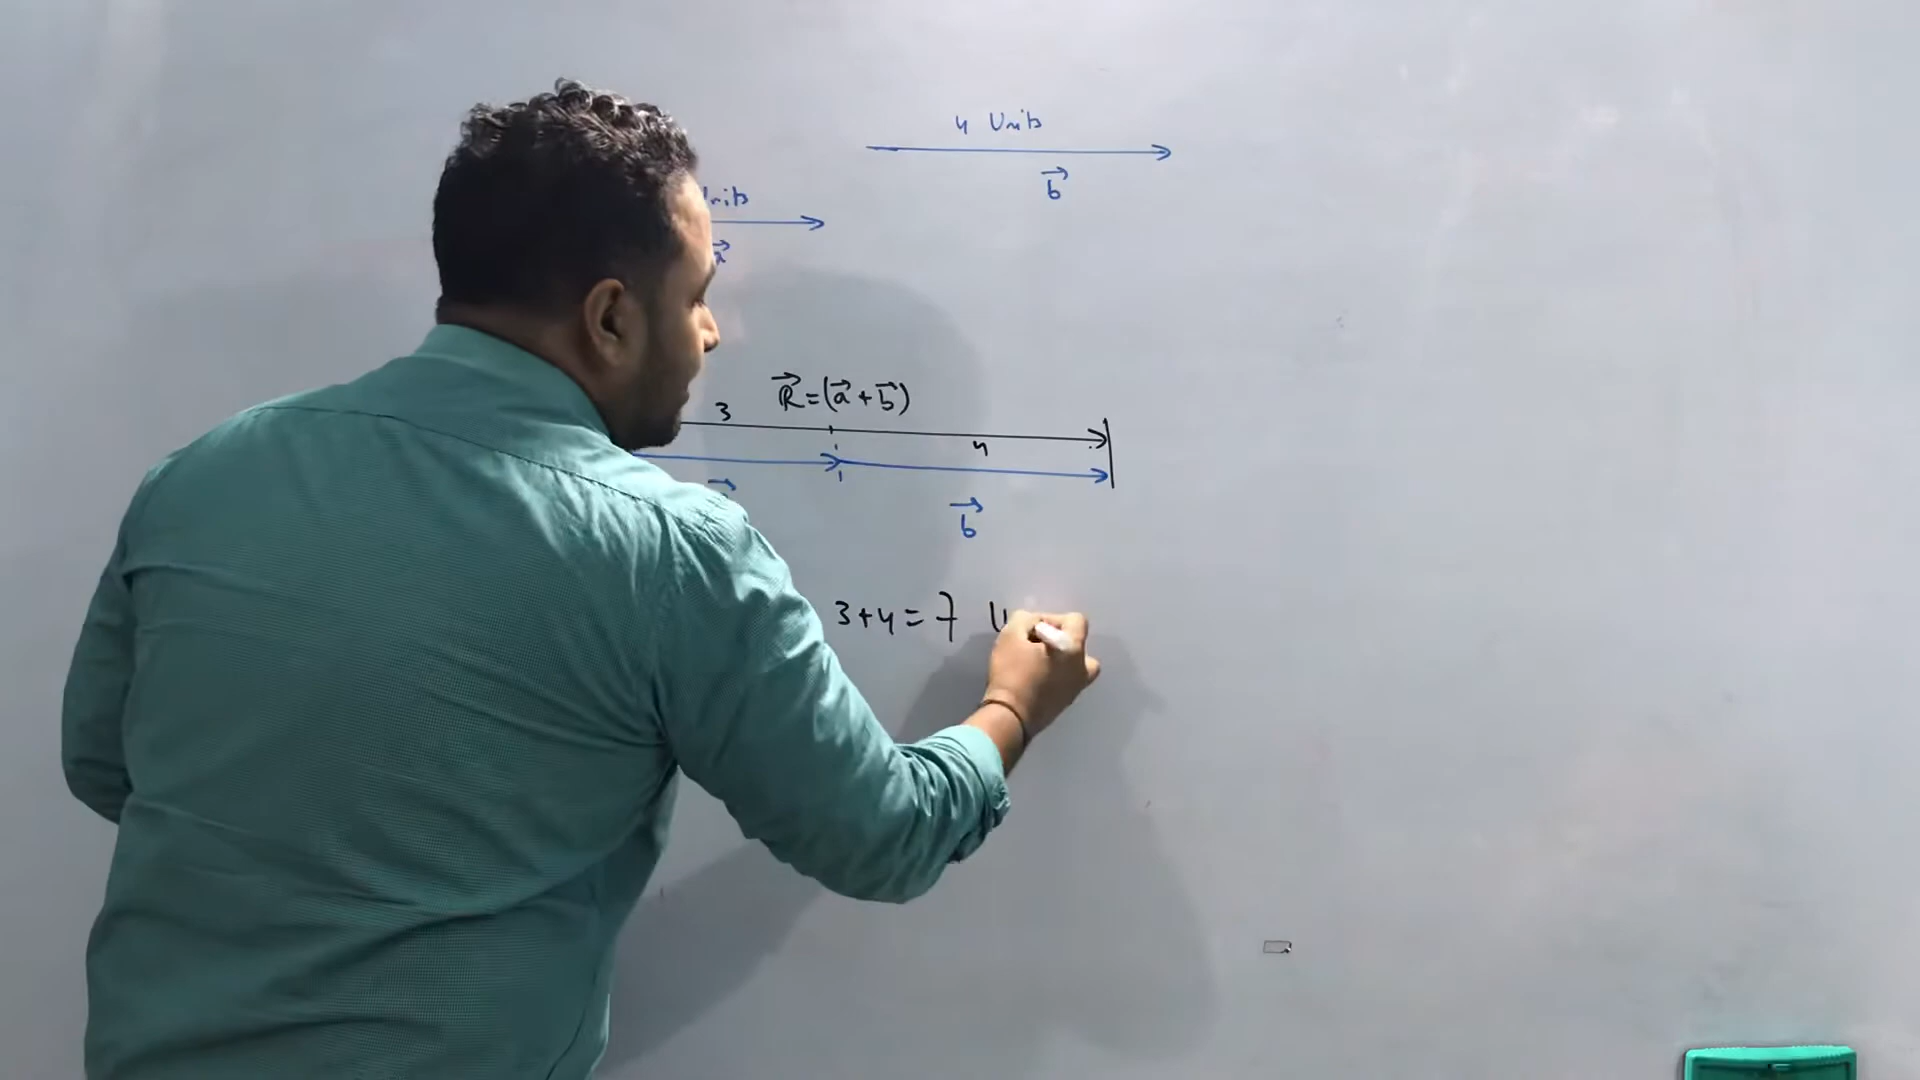 4 Units
b
a
R = (a + b)
3
4
b
3+4 = 7